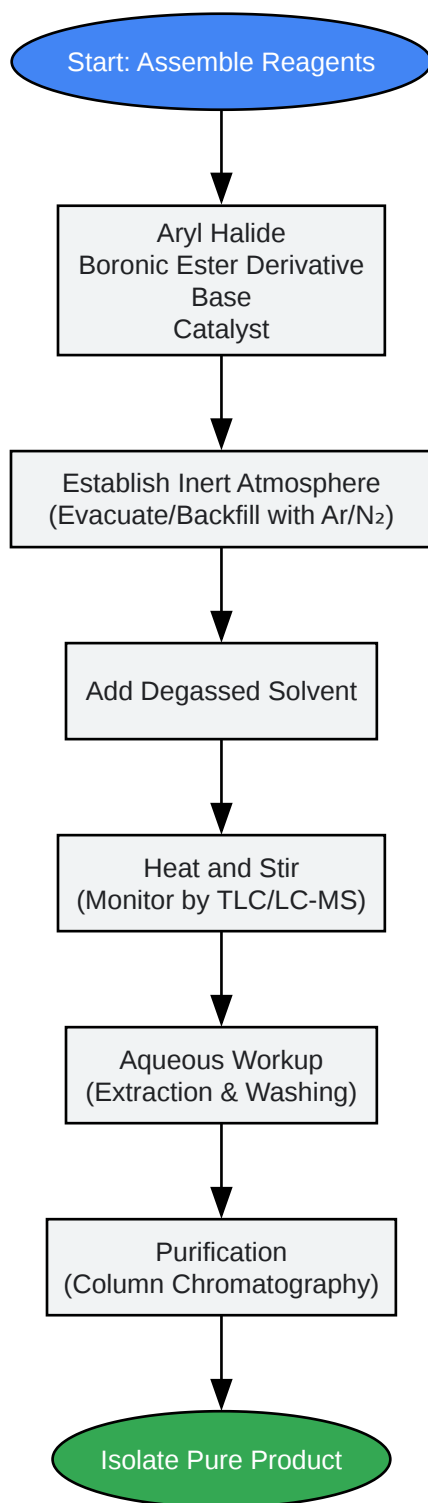 Start: Assemble Reagents
Aryl Halide
Boronic Ester Derivative
Base
Catalyst
Establish Inert Atmosphere
(Evacuate/Backfill with Ar/N₂)
Add Degassed Solvent
Heat and Stir
(Monitor by TLC/LC-MS)
Aqueous Workup
(Extraction & Washing)
Purification
(Column Chromatography)
Isolate Pure Product